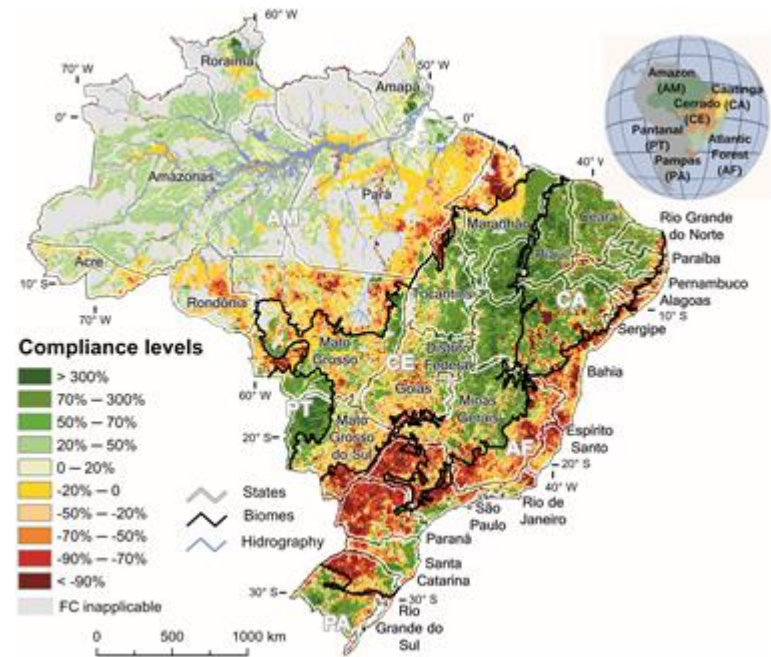 60° W
70° W
Roraima
50° W
Amapá
0°
0°
Amazon
(AM)
Caatinga
(CA)
Cerrado
(CE)
Pantanal
(PT)
Atlantic
Forest
(AF)
Pampas
(PA)
Amazonas
Pará
AM
40° W
Maranhão
Ceará
Rio Grande
do Norte
Piauí
Paraíba
Acre
10° S
Pernambuco
Alagoas
10° S
Rondônia
Tocantins
CA
Sergipe
70° W
Mato
Grosso
CE
Distrito
Federal
Bahia
Goiás
60° W
PT
Minas
Gerais
Mato
Grosso
do Sul
20° S
AF
Espírito
Santo
20° S
40° W
Rio de
Janeiro
São
Paulo
Paraná
Santa
Catarina
30° S
30° S
PA
Rio
Grande do
Sul
Compliance levels
> 300%
70% — 300%
50% — 70%
20% — 50%
0 — 20%
-20% — 0
-50% — -20%
-70% — -50%
-90% — -70%
< -90%
FC inapplicable
States
Biomes
Hidrography
0 500 1000 km